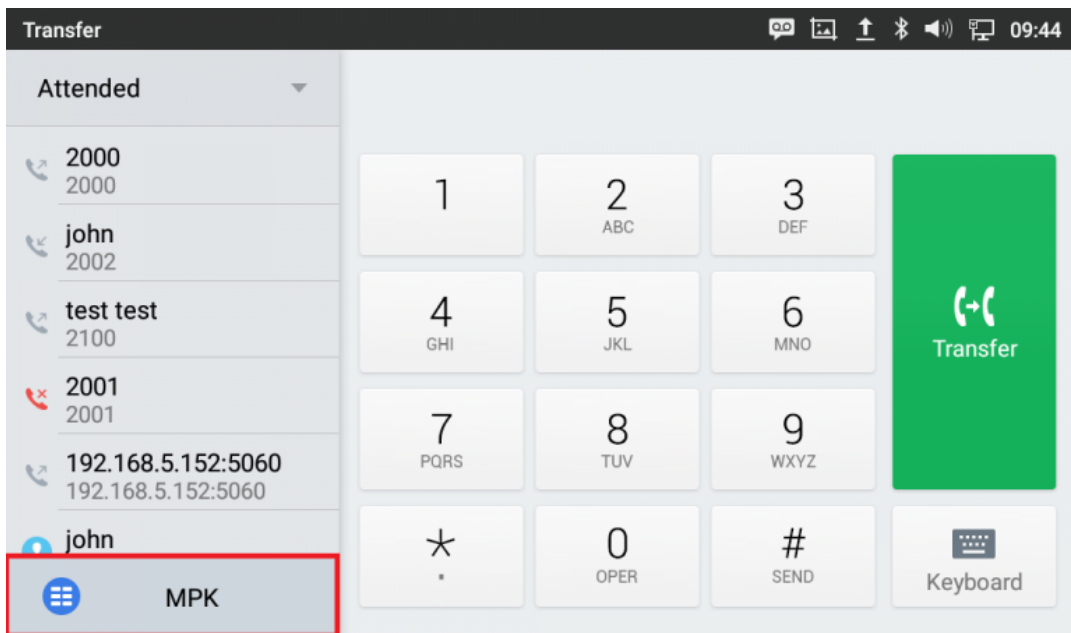 Transfer
09:44
Attended
2000
2000
john
2002
test test
2100
2001
2001
192.168.5.152:5060
192.168.5.152:5060
john
MPK
1
2
ABC
3
DEF
4
GHI
5
JKL
6
MNO
7
PQRS
8
TUV
9
WXYZ
*
.
0
OPER
#
SEND
Transfer
Keyboard